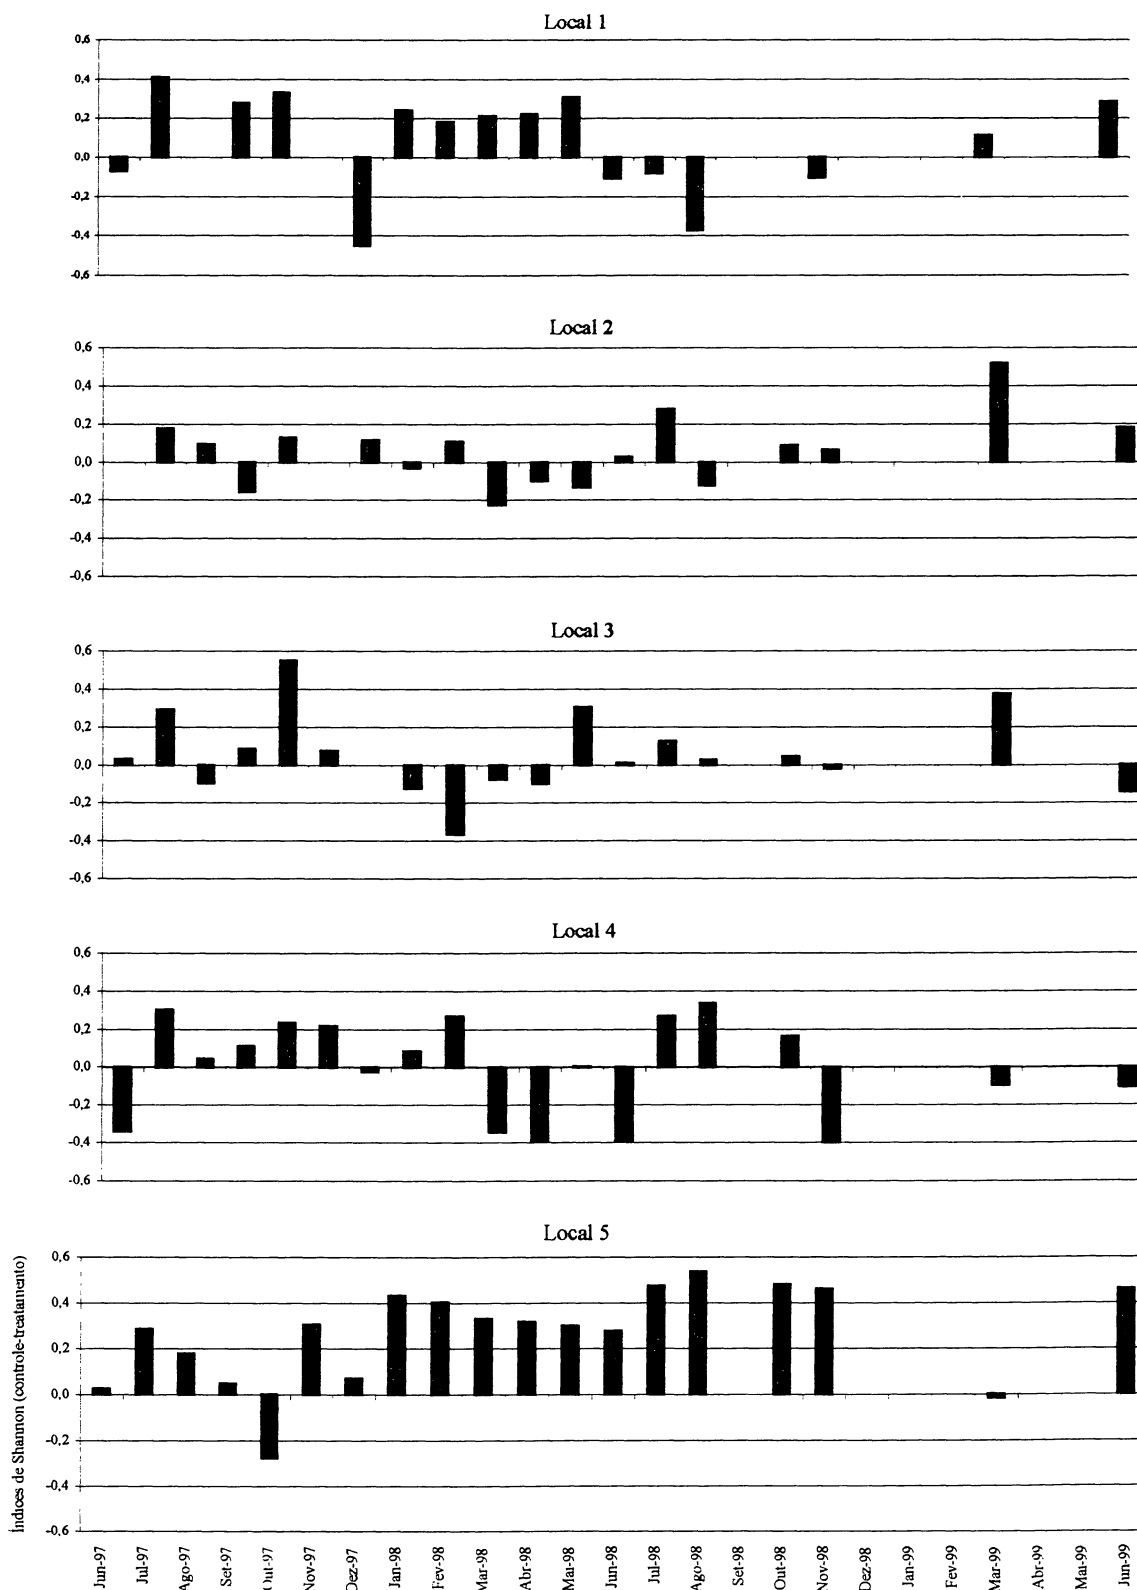 Local 1
0,6
0,4
0,2
0,0
-0,2
-0,4
-0,6
Local 2
0,6
0,4
0,2
0,0
-0,2
-0,4
-0,6
Local 3
0,6
0,4
0,2
0,0
-0,2
-0,4
-0,6
Local 4
0,6
0,4
0,2
0,0
-0,2
-0,4
-0,6
Local 5
Índices de Shannon (controle-treatamento)
0,6
0,4
0,2
0,0
-0,2
-0,4
-0,6
Jun-97
Jul-97
Ago-97
Set-97
Out-97
Nov-97
Dez-97
Jan-98
Fev-98
Mar-98
Abr-98
Mar-98
Jun-98
Jul-98
Ago-98
Set-98
Out-98
Nov-98
Dez-98
Jan-99
Fev-99
Mar-99
Abr-99
Mar-99
Jun-99